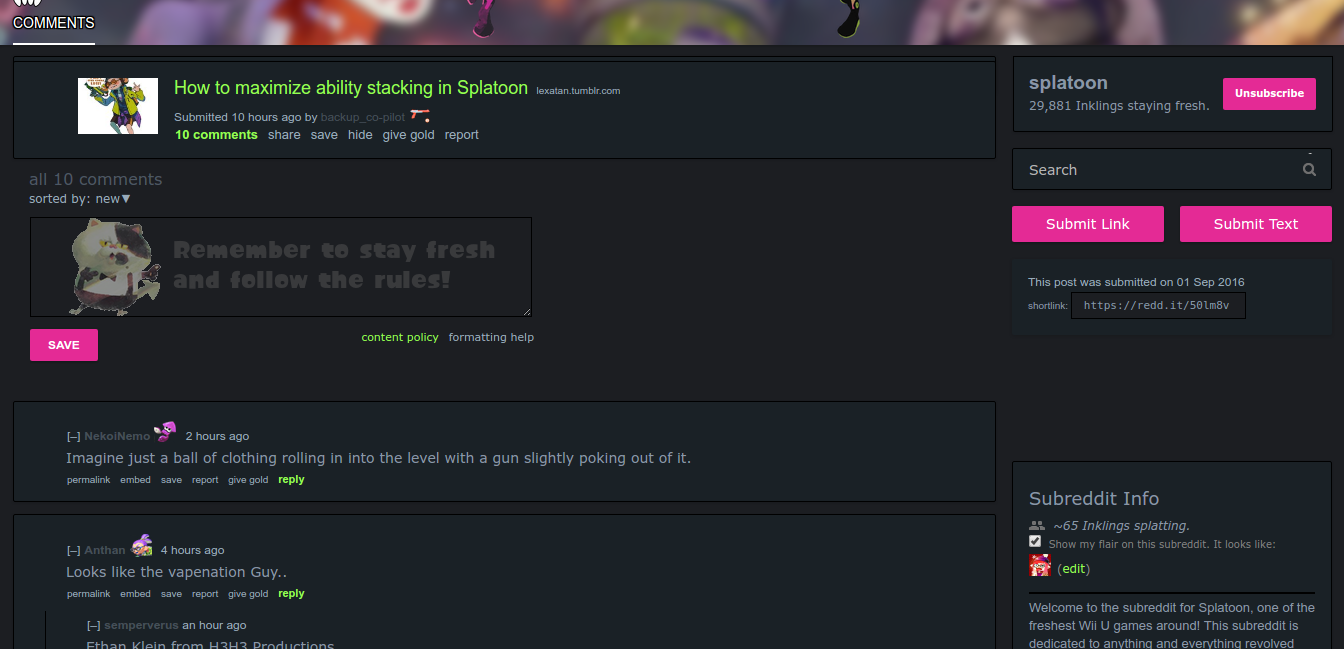 COMMENTS
How to maximize ability stacking in Splatoon lexatan.tumblr.com
Submitted 10 hours ago by backup_co-pilot
10 comments share save hide give gold report
all 10 comments
sorted by: new▼
Remember to stay fresh
and follow the rules!
SAVE
content policy formatting help
[–] NekoiNemo 2 hours ago
Imagine just a ball of clothing rolling in into the level with a gun slightly poking out of it.
permalink embed save report give gold reply
[–] Anthan 4 hours ago
Looks like the vapenation Guy..
permalink embed save report give gold reply
[–] semperverus an hour ago
Ethan Klein from H3H3 Productions
splatoon
29,881 Inklings staying fresh.
Unsubscribe
Search
Submit Link
Submit Text
This post was submitted on 01 Sep 2016
shortlink: https://redd.it/50lm8v
Subreddit Info
~65 Inklings splatting.
Show my flair on this subreddit. It looks like:
(edit)
Welcome to the subreddit for Splatoon, one of the
freshest Wii U games around! This subreddit is
dedicated to anything and everything revolved